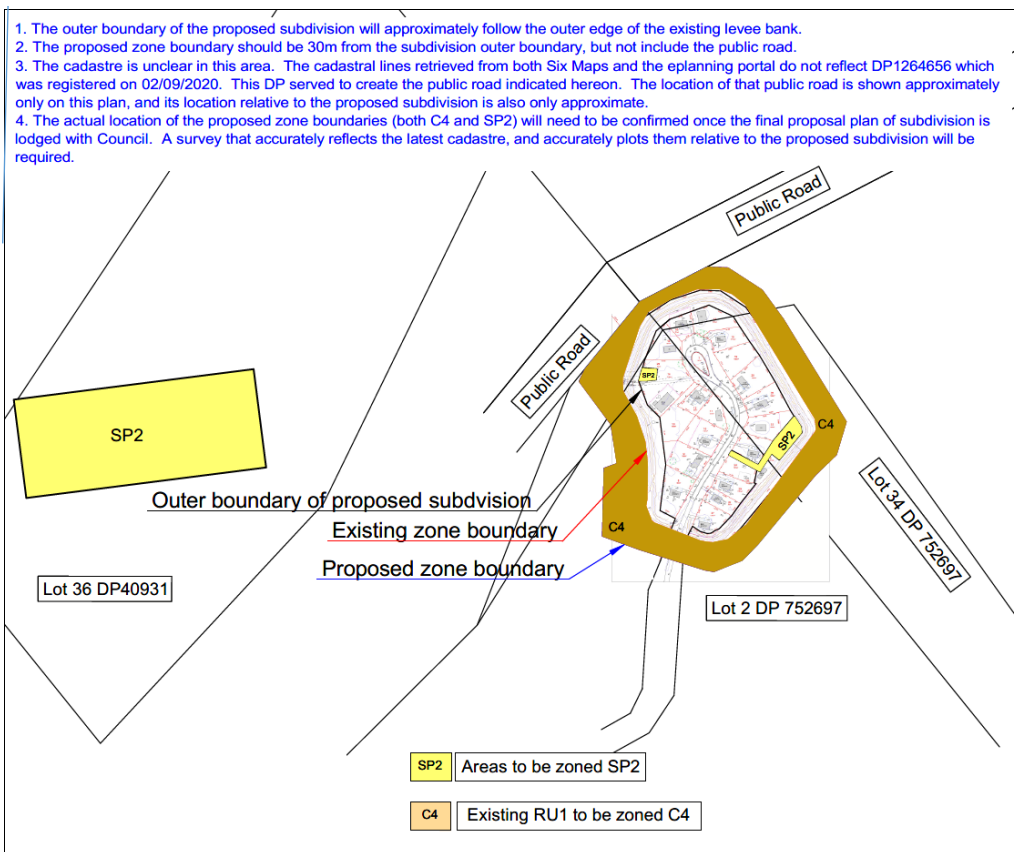 1. The outer boundary of the proposed subdivision will approximately follow the outer edge of the existing levee bank.
2. The proposed zone boundary should be 30m from the subdivision outer boundary, but not include the public road.
3. The cadastre is unclear in this area.  The cadastral lines retrieved from both Six Maps and the eplanning portal do not reflect DP1264656 which
was registered on 02/09/2020.  This DP served to create the public road indicated hereon.  The location of that public road is shown approximately
only on this plan, and its location relative to the proposed subdivision is also only approximate.
4. The actual location of the proposed zone boundaries (both C4 and SP2) will need to be confirmed once the final proposal plan of subdivision is
lodged with Council.  A survey that accurately reflects the latest cadastre, and accurately plots them relative to the proposed subdivision will be
required.
Public Road
Public Road
SP2
SP2
C4
SP2
Outer boundary of proposed subdvision
Existing zone boundary
C4
Proposed zone boundary
Lot 34 DP 752697
Lot 36 DP40931
Lot 2 DP 752697
SP2 Areas to be zoned SP2
C4 Existing RU1 to be zoned C4